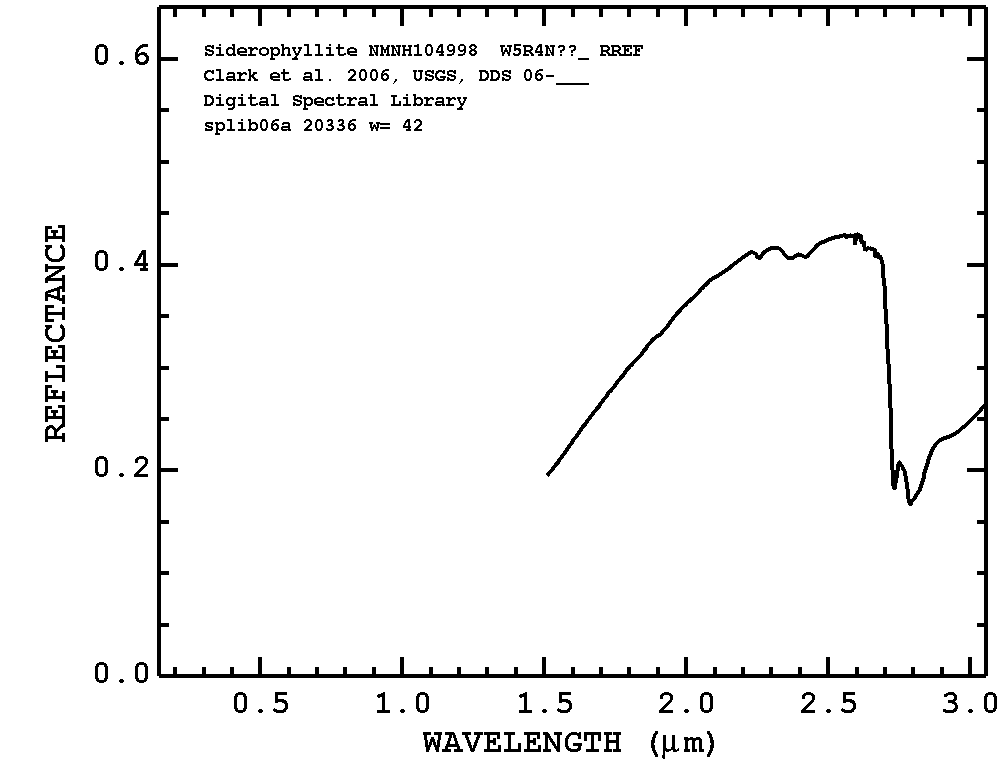 Siderophyllite NMNH104998 W5R4N??_ RREF
Clark et al. 2006, USGS, DDS 06-___
Digital Spectral Library
splib06a 20336 w= 42
0.6
0.4
0.2
0.0
REFLECTANCE
0.5 1.0 1.5 2.0 2.5 3.0
WAVELENGTH (μm)